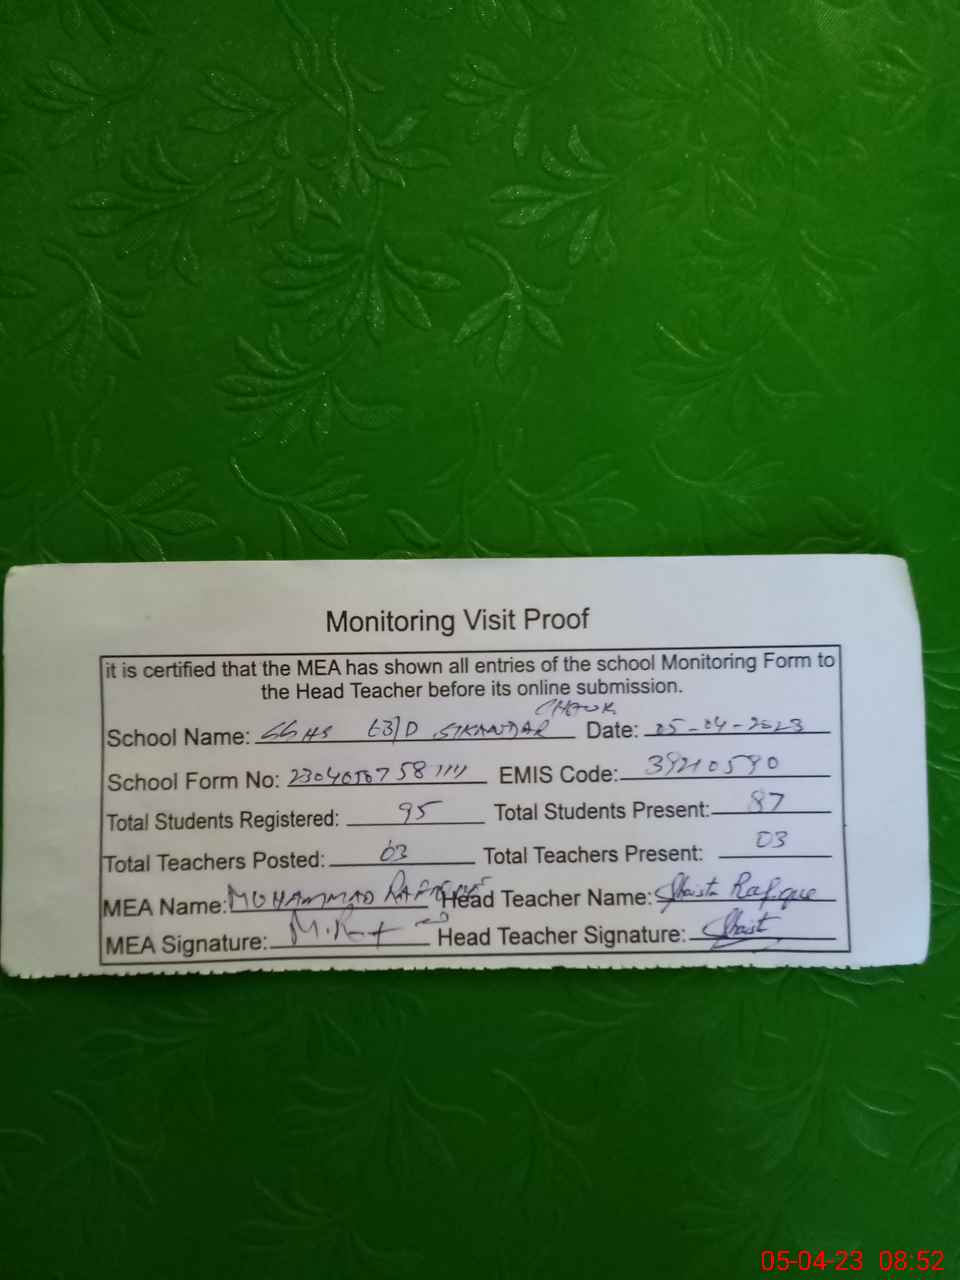 Monitoring Visit Proof
it is certified that the MEA has shown all entries of the school Monitoring Form to
the Head Teacher before its online submission.
CHOWK
School Name: GGHS 63/D SIKANDAR Date: 05-04-2023
School Form No: EMIS Code: 39210590
Total Students Registered: 95 Total Students Present: 87
Total Teachers Posted: 03 Total Teachers Present: 03
MEA Name: MUHAMMAD Head Teacher Name: Shaista Rafique
MEA Signature: Head Teacher Signature:
05-04-23 08:52